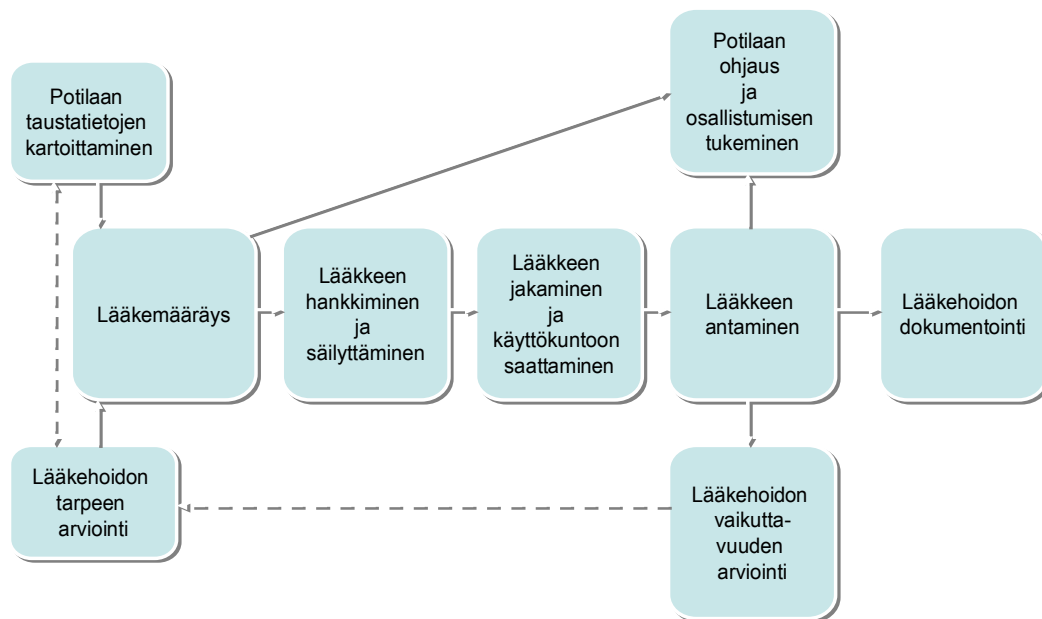 Potilaan
taustatietojen
kartoittaminen
Potilaan
ohjaus
ja
osallistumisen
tukeminen
Lääkemääräys
Lääkkeen
hankkiminen
ja
säilyttäminen
Lääkkeen
jakaminen
ja
käyttökuntoon
saattaminen
Lääkkeen
antaminen
Lääkehoidon
dokumentointi
Lääkehoidon
tarpeen
arviointi
Lääkehoidon
vaikutta-
vuuden
arviointi